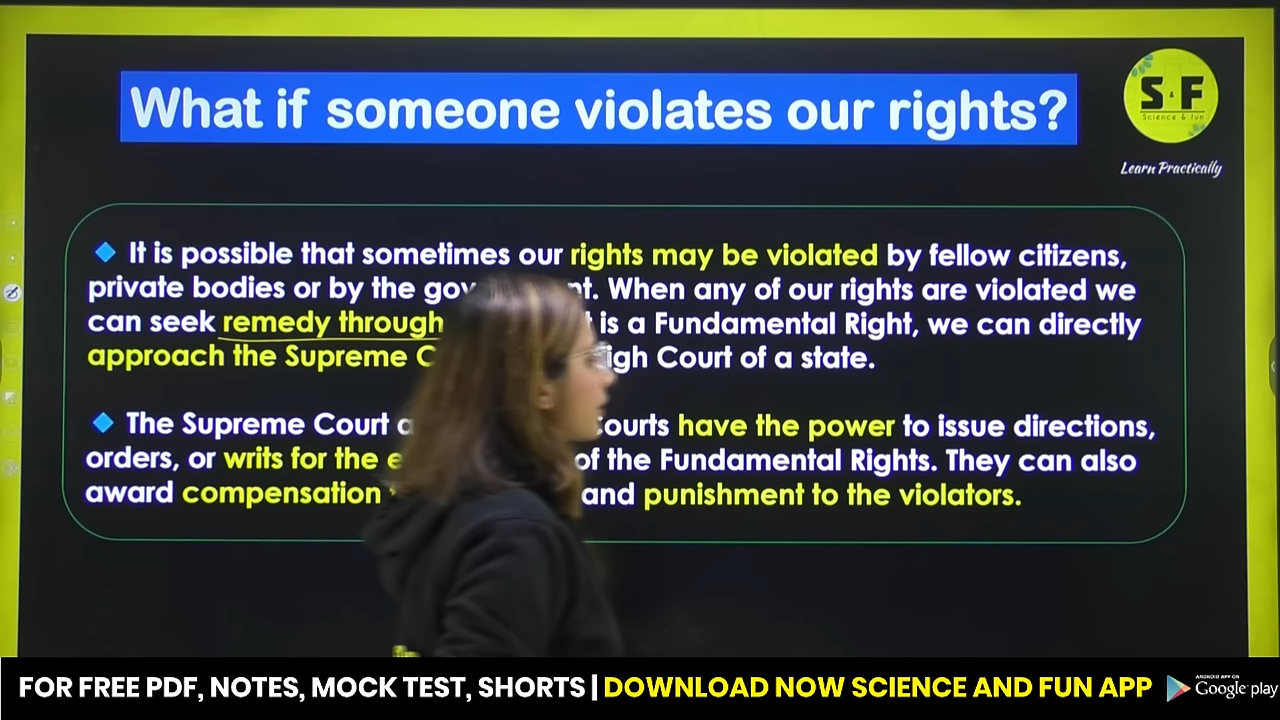 What if someone violates our rights?
S & F
Science & fun
Learn Practically
It is possible that sometimes our rights may be violated by fellow citizens,
private bodies or by the When any of our rights are violated we
can seek remedy through is a Fundamental Right, we can directly
approach the Supreme Court of a state.
The Supreme Court have the power to issue directions,
orders, or writs for the of the Fundamental Rights. They can also
award compensation and punishment to the violators.
FOR FREE PDF, NOTES, MOCK TEST, SHORTS | DOWNLOAD NOW SCIENCE AND FUN APP
ANDROID APP ON
Google play